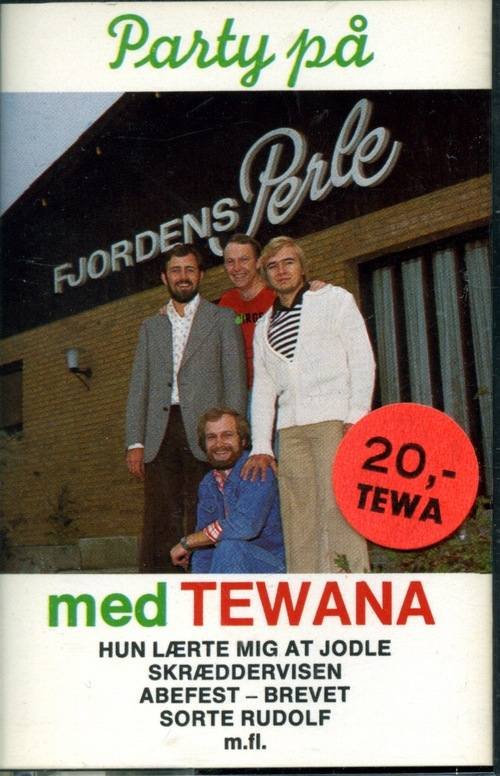 Party på
FJORDENS Perle
20,-
TEWA
med TEWANA
HUN LÆRTE MIG AT JODLE
SKRÆDDERVISEN
ABEFEST – BREVET
SORTE RUDOLF
m.fl.